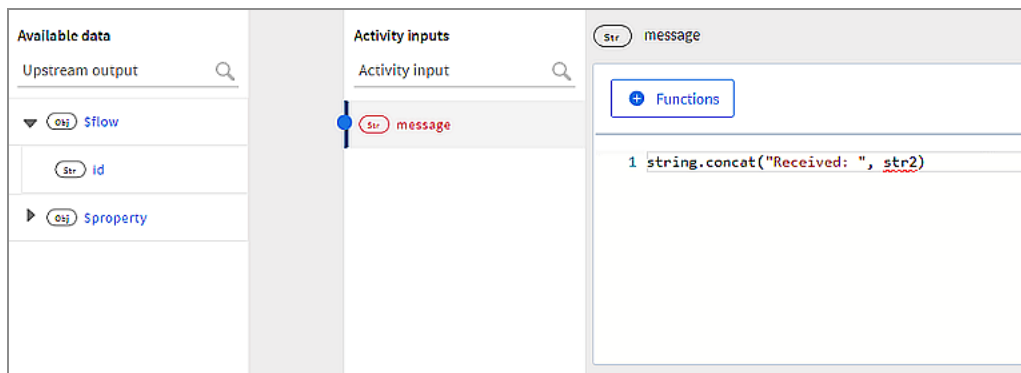 Available data
Upstream output
Obj $flow
Str id
Obj $property
Activity inputs
Activity input
Str message
Str message
Functions
1 string.concat("Received: ", str2)